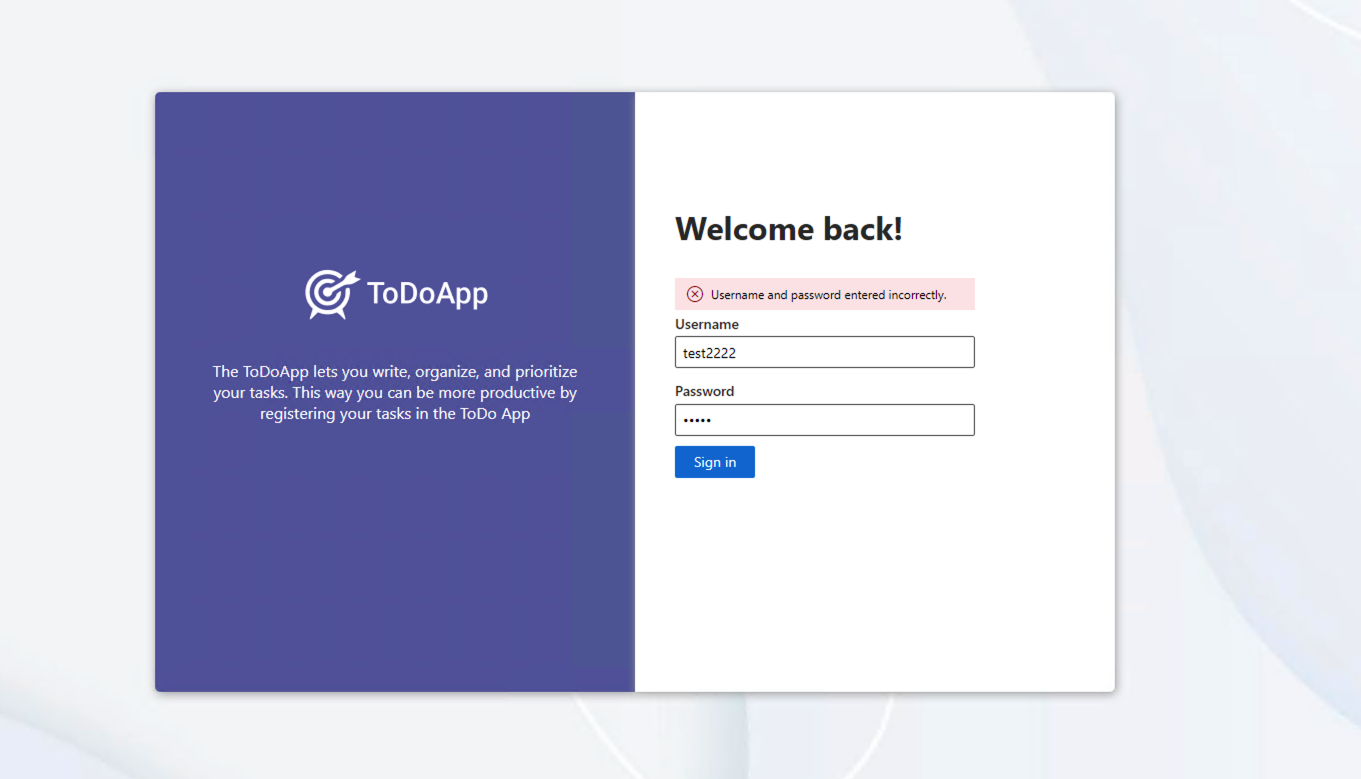 ToDoApp
The ToDoApp lets you write, organize, and prioritize
your tasks. This way you can be more productive by
registering your tasks in the ToDo App
Welcome back!
Username and password entered incorrectly.
Username
test2222
Password
•••••
Sign in